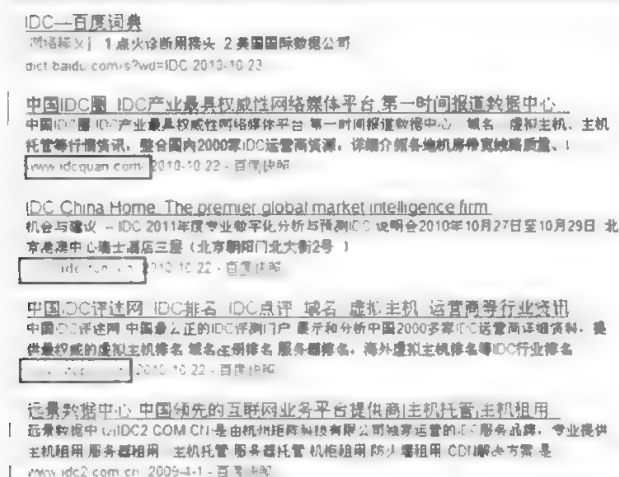 IDC—百度词典
1 点火诊断用接头 2 美国国际数据公司
dict.baidu.com/s?wd=IDC 2010-10-23
中国IDC圈_IDC产业最具权威性网络媒体平台 第一时间报道数据中心
中国IDC圈 IDC产业最具权威性网络媒体平台 第一时间报道数据中心 域名 虚拟主机、主机
托管等行情资讯，整合国内2000家IDC运营商资源，详细介绍各地机房带宽线路质量、
www.idcquan.com 2010-10-22 - 百度快照
IDC China Home: The premier global market intelligence firm
机会与建议 -- IDC 2011年度专业数字化分析与预测 说明会2010年10月27日至10月29日 北
京港澳中心瑞士酒店三层（北京朝阳门北大街2号 ）
2010-10-22 - 百度快照
中国IDC评述网_IDC排名_IDC点评_域名_虚拟主机_运营商等行业资讯
中国IDC评述网 中国最公正的IDC评测门户 展示和分析中国2000多家IDC运营商详细资料，提
供最权威的虚拟主机排名 域名注册排名 服务器排名，海外虚拟主机排名等IDC行业排名
2010-10-22 - 百度快照
远景数据中心_中国领先的互联网业务平台提供商|主机托管|主机租用
远景数据中心(IDC2.COM.CN)是由杭州矩阵科技有限公司独家运营的IDC服务品牌，专业提供
主机租用 服务器租用 主机托管 服务器托管 机柜租用 防火墙租用 CDN解决方案 是
www.idc2.com.cn 2009-4-1 - 百度快照